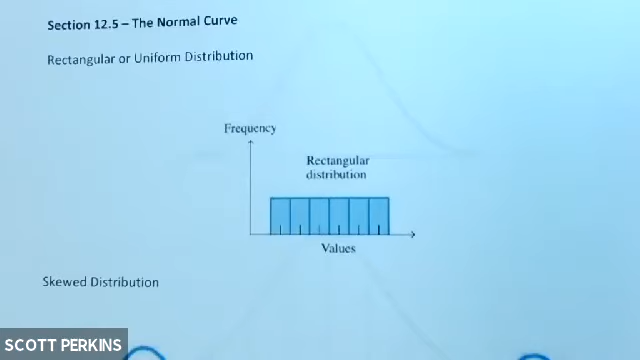 Section 12.5 – The Normal Curve
Rectangular or Uniform Distribution
Frequency
Rectangular
distribution
Values
Skewed Distribution
SCOTT PERKINS